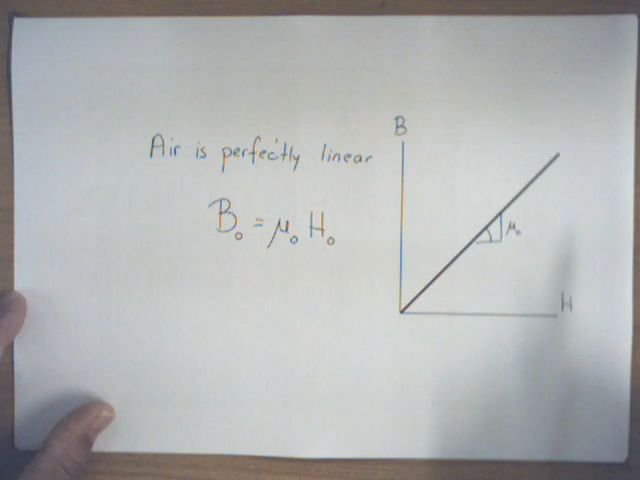 B
Air is perfectly linear
B₀ = μ₀ H₀
μ₀
H